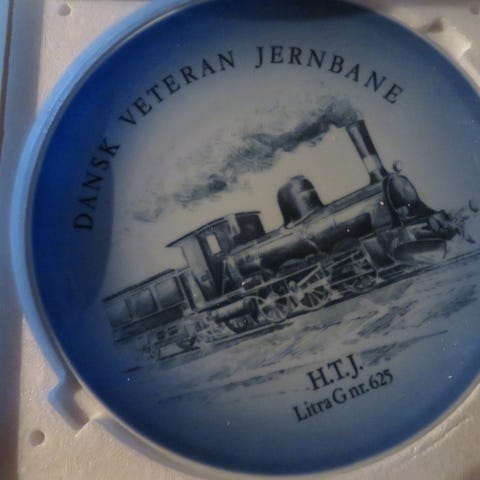 DANSK VETERAN JERNBANE
H.T.J.
Litra G nr. 625